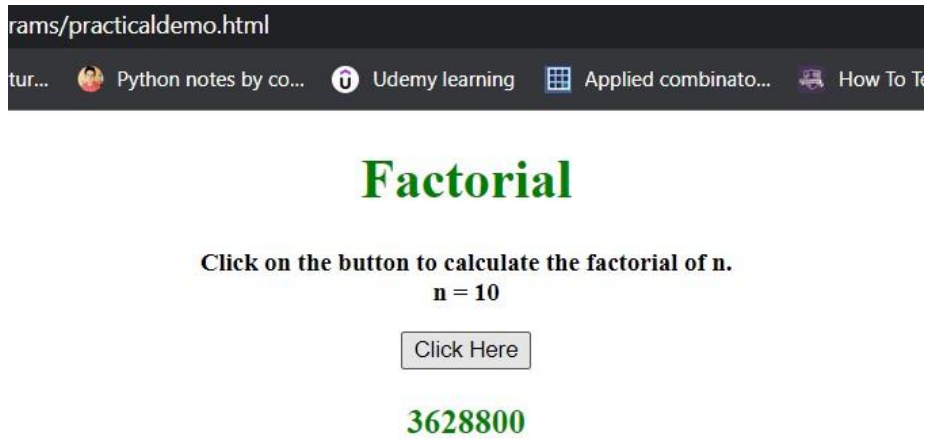 rams/practicaldemo.html
tur... Python notes by co... Udemy learning Applied combinato... How To Te
Factorial
Click on the button to calculate the factorial of n.
n = 10
Click Here
3628800